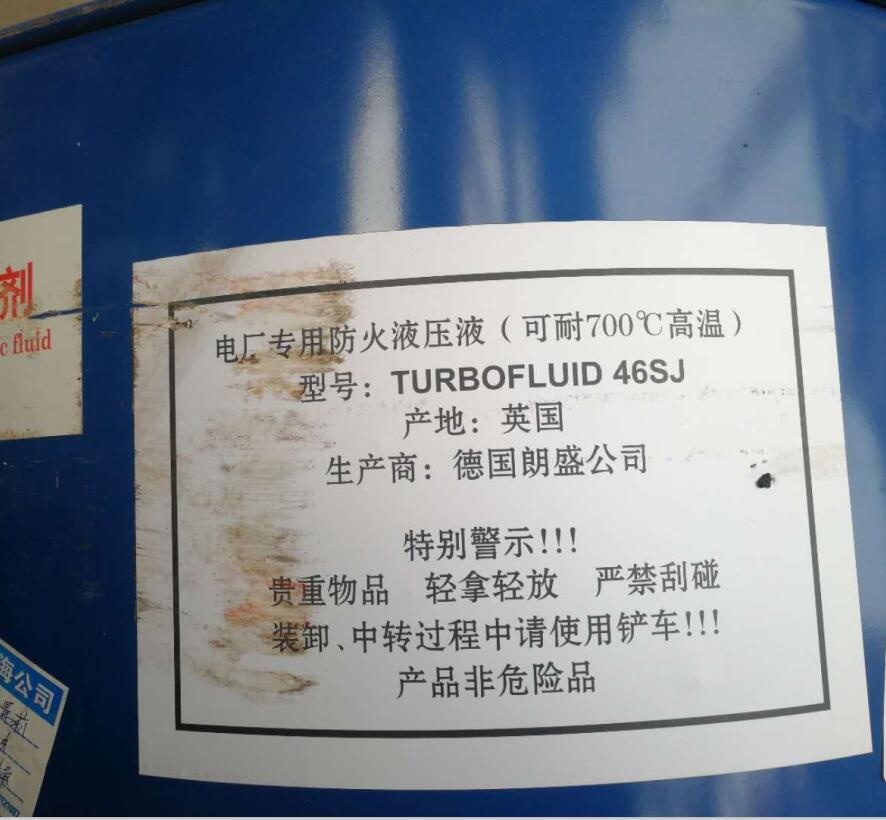 剂
c fluid
电厂专用防火液压液（可耐700℃高温）
型号：TURBOFLUID 46SJ
产地：英国
生产商：德国朗盛公司
特别警示!!!
贵重物品 轻拿轻放 严禁刮碰
装卸、中转过程中请使用铲车!!!
产品非危险品
海公司